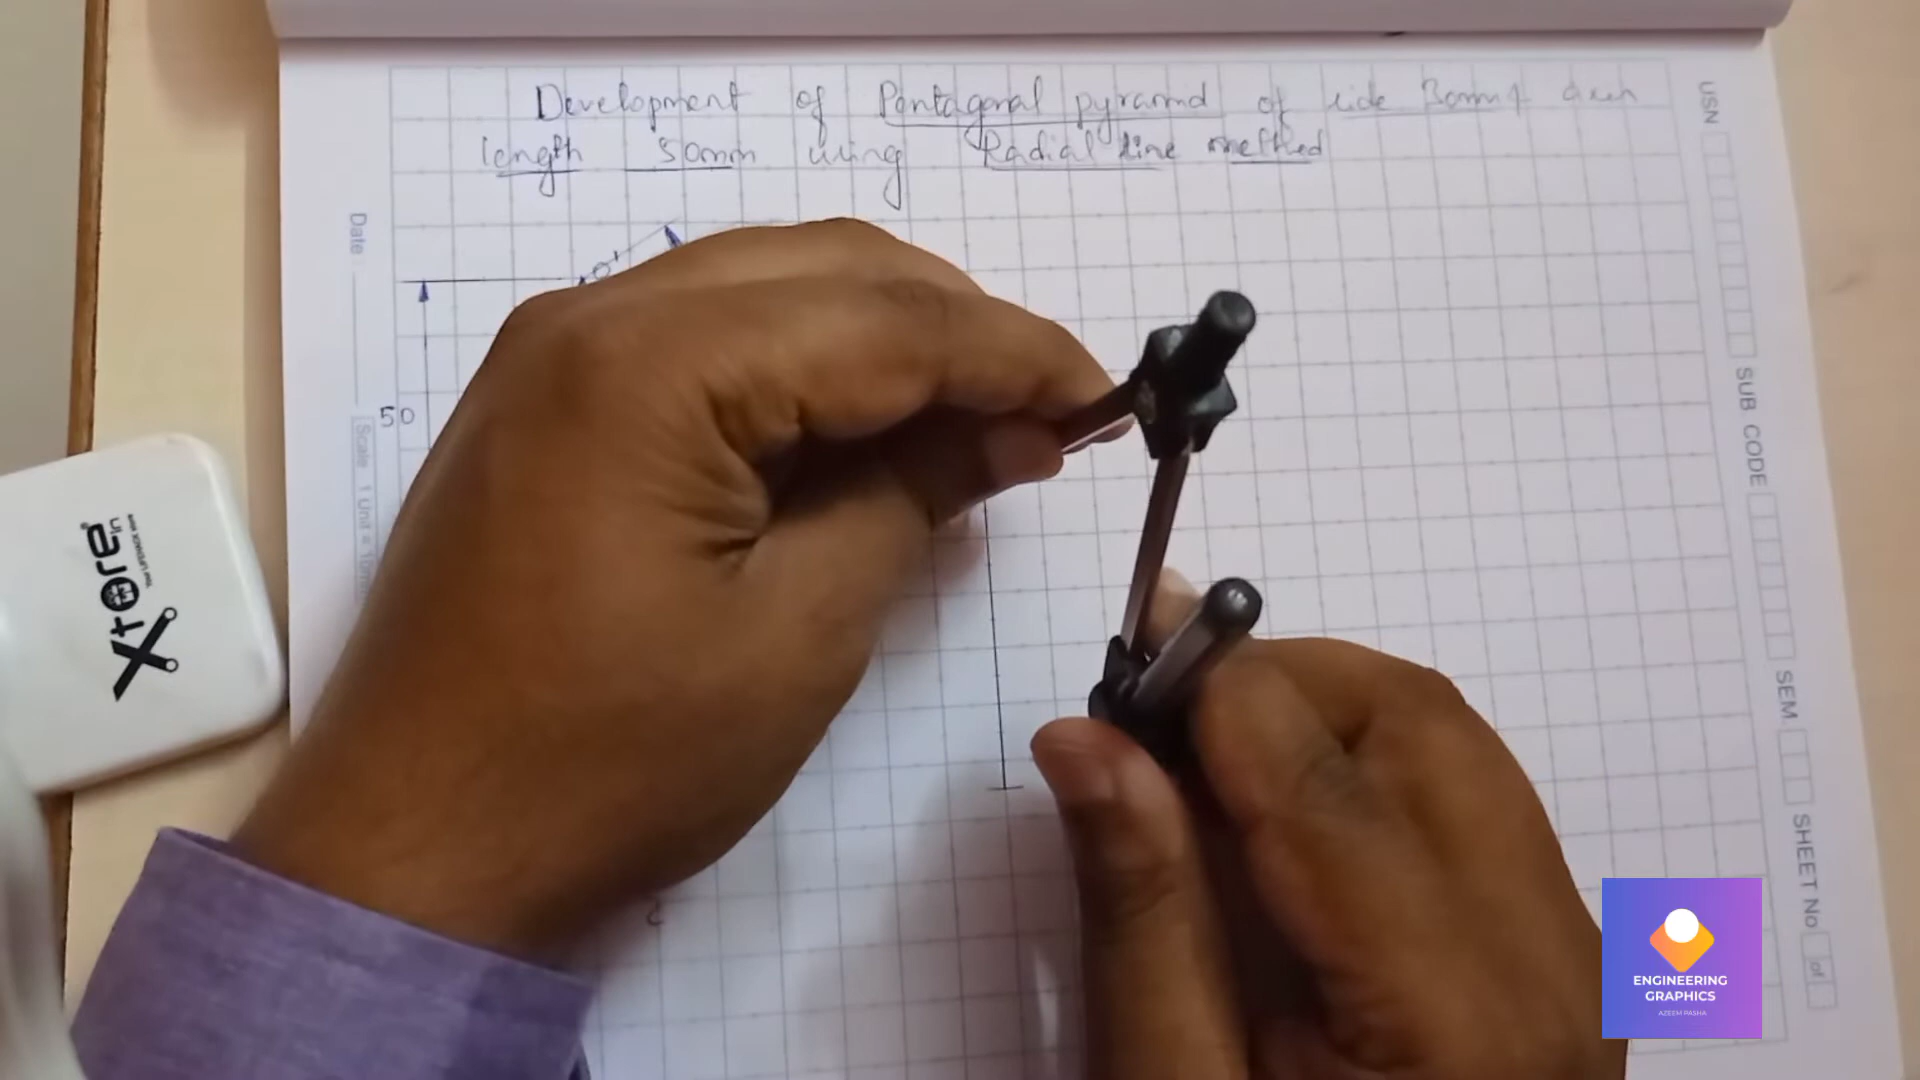 Development of Pentagonal pyramid of side 30mm & axis
length 50mm using Radial line method
Date
Scale 1 Unit =
50
o'
Xtore
.in
USN
SUB CODE
SEM
SHEET No
of
ENGINEERING
GRAPHICS
AZEEM PASHA